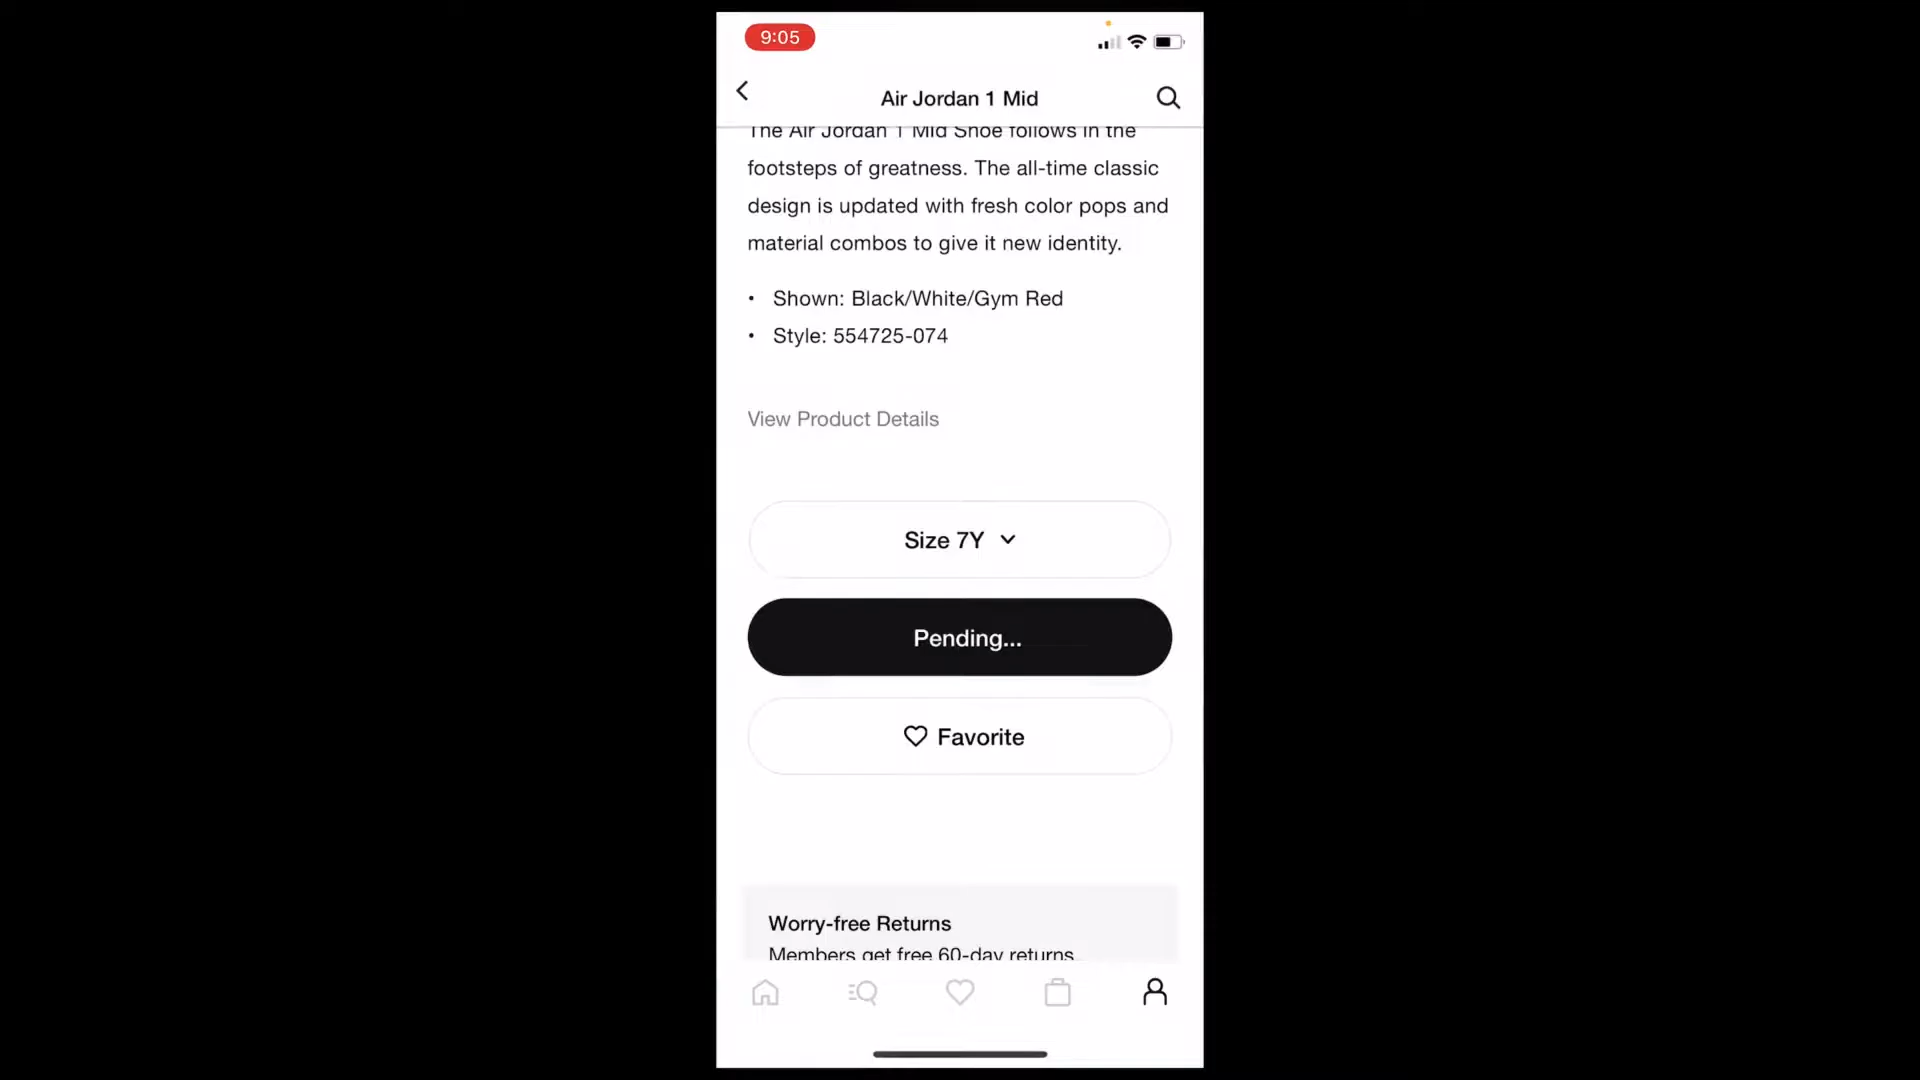 9:05
Air Jordan 1 Mid
The Air Jordan 1 Mid Shoe follows in the
footsteps of greatness. The all-time classic
design is updated with fresh color pops and
material combos to give it new identity.
• Shown: Black/White/Gym Red
• Style: 554725-074
View Product Details
Size 7Y
Pending...
Favorite
Worry-free Returns
Members get free 60-day returns